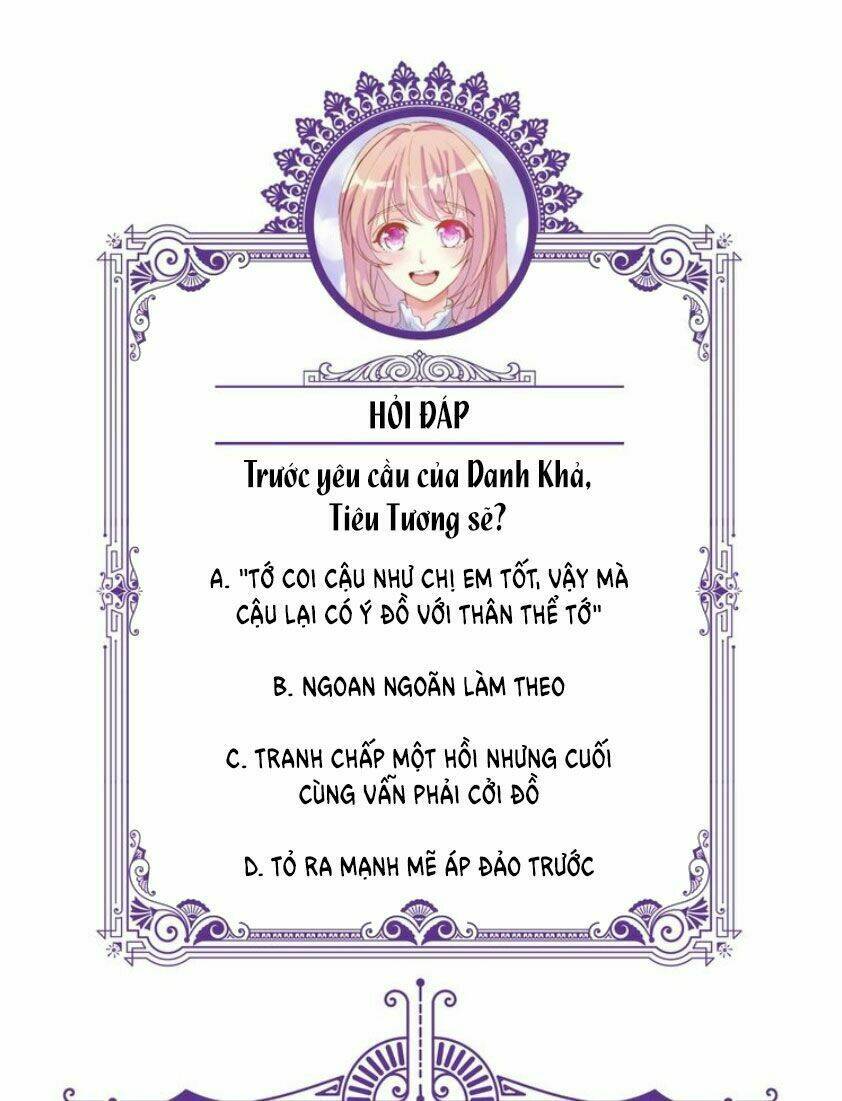 HỎI ĐÁP
Trước yêu cầu của Danh Khả,
Tiêu Tương sẽ?
A. "TỚ COI CẬU NHƯ CHỊ EM TỐT, VẬY MÀ
CẬU LẠI CÓ Ý ĐỒ VỚI THÂN THỂ TỚ"
B. NGOAN NGOÃN LÀM THEO
C. TRANH CHẤP MỘT HỒI NHƯNG CUỐI
CÙNG VẪN PHẢI CỞI ĐỒ
D. TỎ RA MẠNH MẼ ÁP ĐẢO TRƯỚC